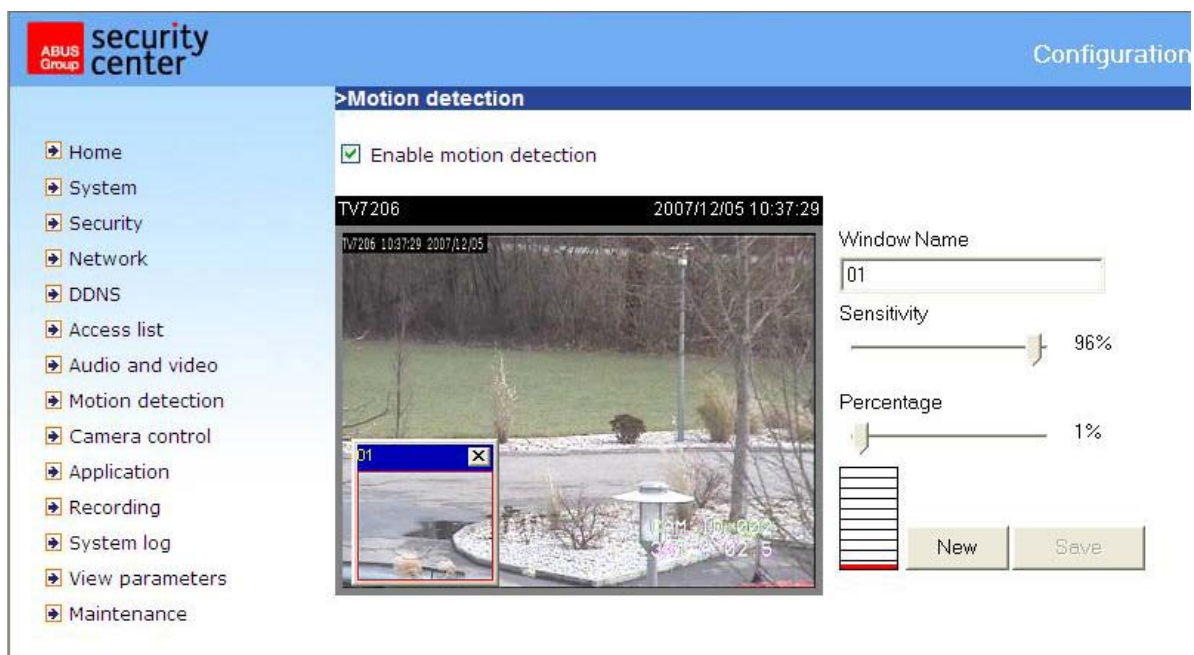 ABUS
Group
security
center
Configuration
>Motion detection
Home
System
Security
Network
DDNS
Access list
Audio and video
Motion detection
Camera control
Application
Recording
System log
View parameters
Maintenance
Enable motion detection
TV7206 2007/12/05 10:37:29
TV7206 10:37:29 2007/12/05
01
Window Name
01
Sensitivity
96%
Percentage
1%
New
Save